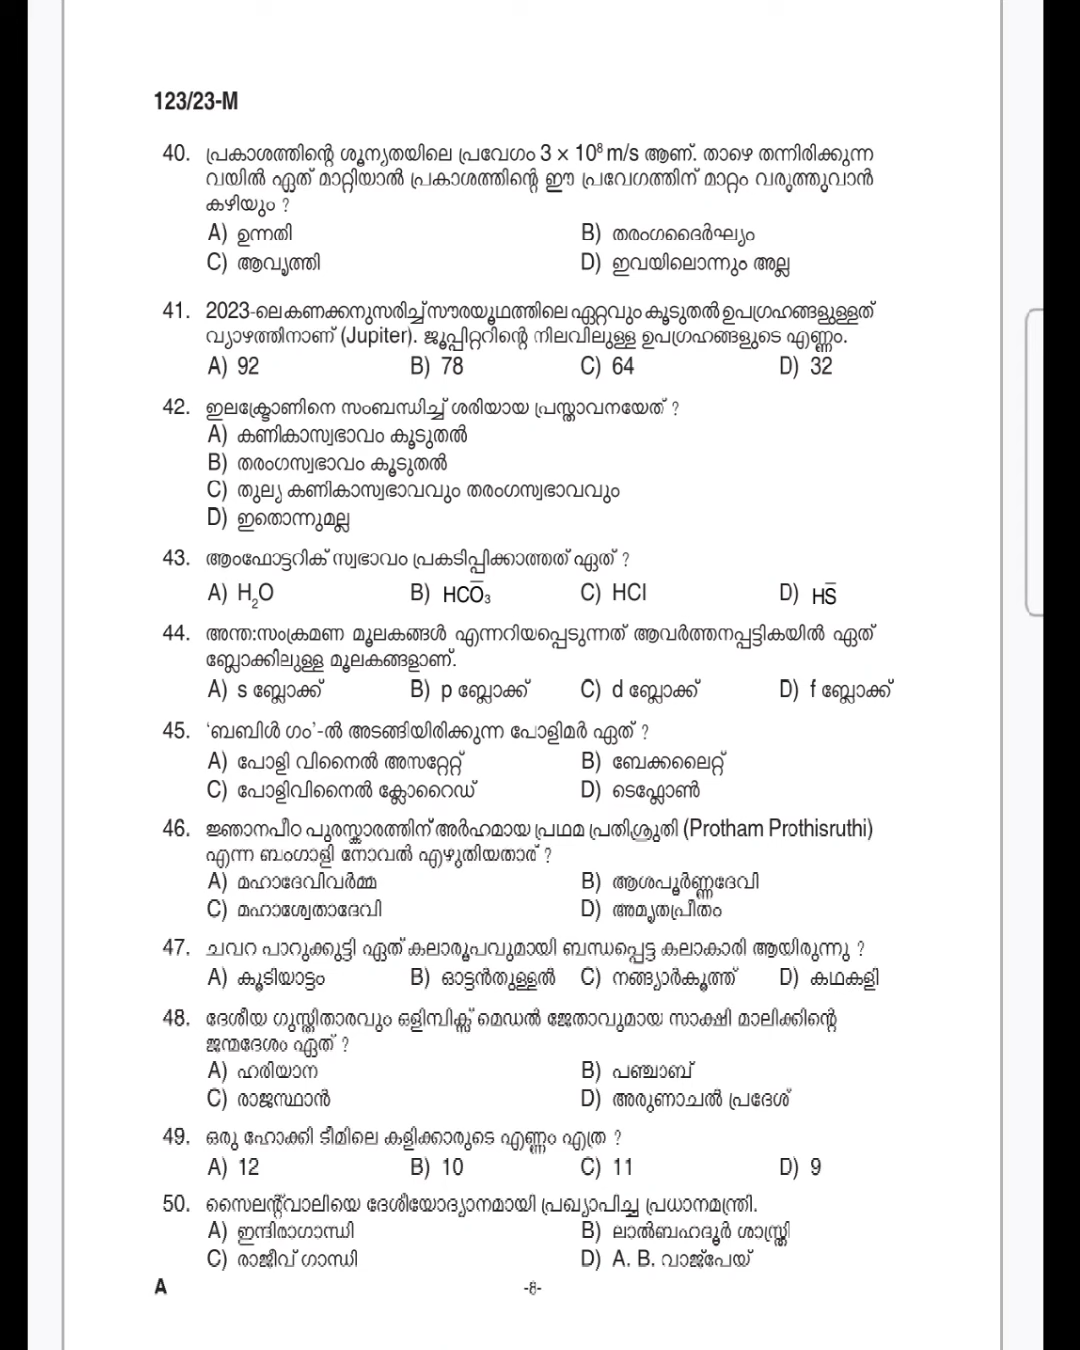 123/23-M
40. പ്രകാശത്തിന്റെ ശൂന്യതയിലെ പ്രവേഗം 3 × 10⁸ m/s ആണ്. താഴെ തന്നിരിക്കുന്ന
വയിൽ ഏത് മാറ്റിയാൽ പ്രകാശത്തിന്റെ ഈ പ്രവേഗത്തിന് മാറ്റം വരുത്തുവാൻ
കഴിയും ?
A) ഉന്നതി B) തരംഗദൈർഘ്യം
C) ആവൃത്തി D) ഇവയിലൊന്നും അല്ല
41. 2023-ലെ കണക്കനുസരിച്ച് സൗരയൂഥത്തിലെ ഏറ്റവും കൂടുതൽ ഉപഗ്രഹങ്ങളുള്ളത്
വ്യാഴത്തിനാണ് (Jupiter). ജൂപ്പിറ്ററിന്റെ നിലവിലുള്ള ഉപഗ്രഹങ്ങളുടെ എണ്ണം.
A) 92 B) 78 C) 64 D) 32
42. ഇലക്ട്രോണിനെ സംബന്ധിച്ച് ശരിയായ പ്രസ്താവനയേത് ?
A) കണികാസ്വഭാവം കൂടുതൽ
B) തരംഗസ്വഭാവം കൂടുതൽ
C) തുല്യ കണികാസ്വഭാവവും തരംഗസ്വഭാവവും
D) ഇതൊന്നുമല്ല
43. ആംഫോട്ടറിക് സ്വഭാവം പ്രകടിപ്പിക്കാത്തത് ഏത് ?
A) H₂O B) HCO̅₃ C) HCl D) HS̅
44. അന്ത:സംക്രമണ മൂലകങ്ങൾ എന്നറിയപ്പെടുന്നത് ആവർത്തനപ്പട്ടികയിൽ ഏത്
ബ്ലോക്കിലുള്ള മൂലകങ്ങളാണ്.
A) s ബ്ലോക്ക് B) p ബ്ലോക്ക് C) d ബ്ലോക്ക് D) f ബ്ലോക്ക്
45. ‘ബബിൾ ഗം’-ൽ അടങ്ങിയിരിക്കുന്ന പോളിമർ ഏത് ?
A) പോളി വിനൈൽ അസറ്റേറ്റ് B) ബേക്കലൈറ്റ്
C) പോളിവിനൈൽ ക്ലോറൈഡ് D) ടെഫ്ലോൺ
46. ജ്ഞാനപീഠ പുരസ്കാരത്തിന് അർഹമായ പ്രഥമ പ്രതിശ്രുതി (Protham Prothisruthi)
എന്ന ബംഗാളി നോവൽ എഴുതിയതാര് ?
A) മഹാദേവിവർമ്മ B) ആശപൂർണ്ണദേവി
C) മഹാശ്വേതാദേവി D) അമൃതപ്രീതം
47. ചവറ പാറുക്കുട്ടി ഏത് കലാരൂപവുമായി ബന്ധപ്പെട്ട കലാകാരി ആയിരുന്നു ?
A) കൂടിയാട്ടം B) ഓട്ടൻതുള്ളൽ C) നങ്ങ്യാർകൂത്ത് D) കഥകളി
48. ദേശീയ ഗുസ്തിതാരവും ഒളിമ്പിക്സ് മെഡൽ ജേതാവുമായ സാക്ഷി മാലിക്കിന്റെ
ജന്മദേശം ഏത് ?
A) ഹരിയാന B) പഞ്ചാബ്
C) രാജസ്ഥാൻ D) അരുണാചൽ പ്രദേശ്
49. ഒരു ഹോക്കി ടീമിലെ കളിക്കാരുടെ എണ്ണം എത്ര ?
A) 12 B) 10 C) 11 D) 9
50. സൈലന്റ്‌വാലിയെ ദേശീയോദ്യാനമായി പ്രഖ്യാപിച്ച പ്രധാനമന്ത്രി.
A) ഇന്ദിരാഗാന്ധി B) ലാൽബഹദൂർ ശാസ്ത്രി
C) രാജീവ് ഗാന്ധി D) A. B. വാജ്പേയ്
A -8-